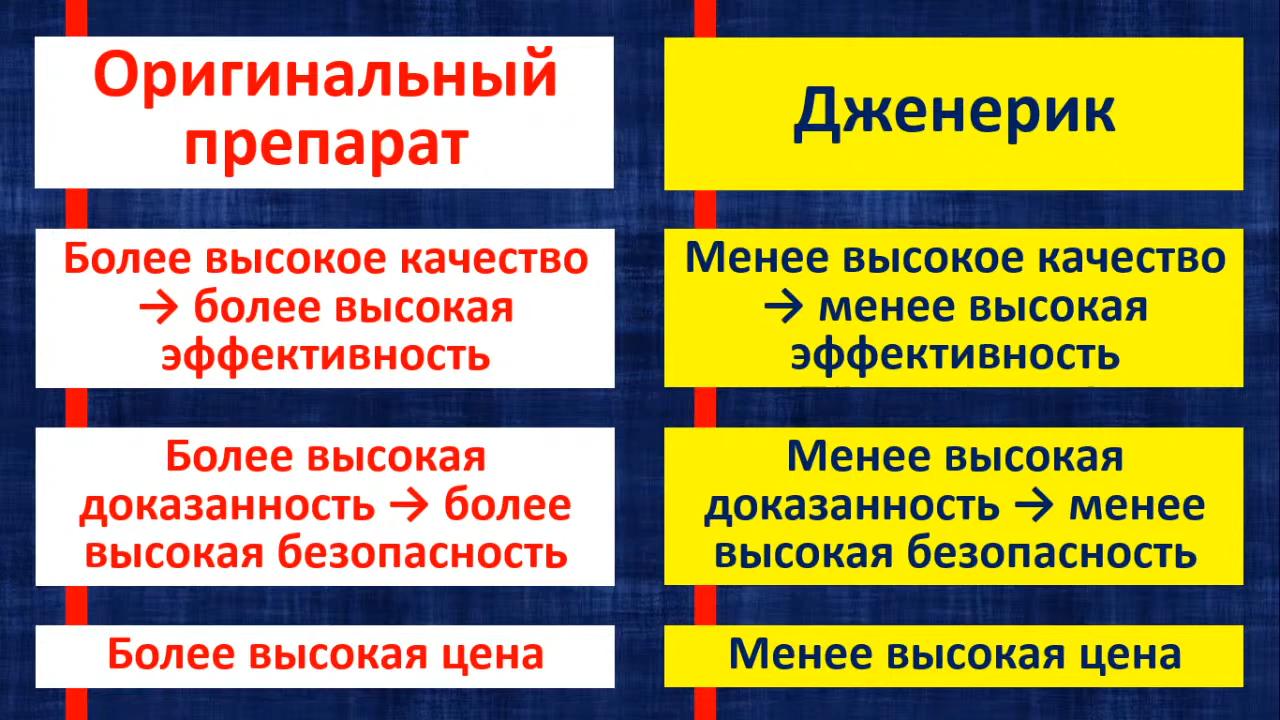 Оригинальный
препарат
Более высокое качество
→ более высокая
эффективность
Более высокая
доказанность → более
высокая безопасность
Более высокая цена
Дженерик
Менее высокое качество
→ менее высокая
эффективность
Менее высокая
доказанность → менее
высокая безопасность
Менее высокая цена